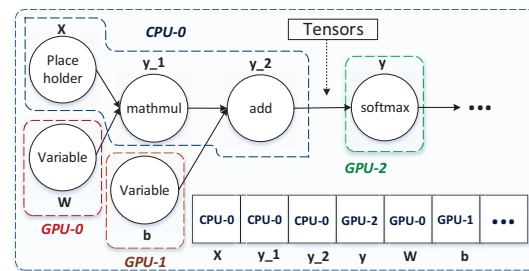 X
CPU-0
Tensors
Place
holder
y_1
y_2
y
mathmul
add
softmax
...
Variable
W
GPU-0
Variable
b
GPU-1
GPU-2
CPU-0 CPU-0 CPU-0 GPU-2 GPU-0 GPU-1 ...
X y_1 y_2 y W b